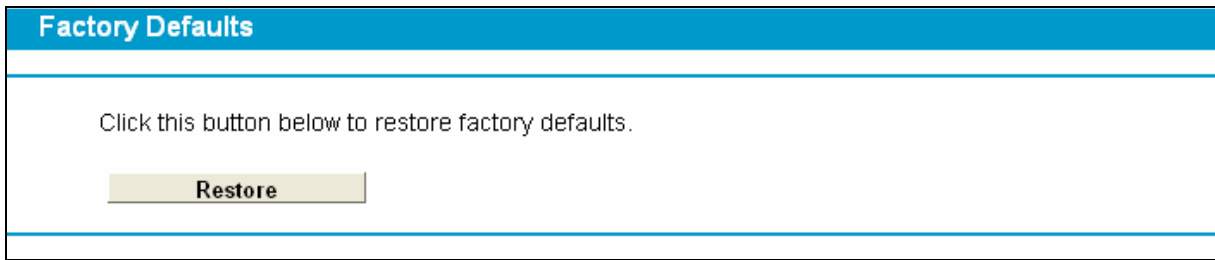 Factory Defaults
Click this button below to restore factory defaults.
Restore